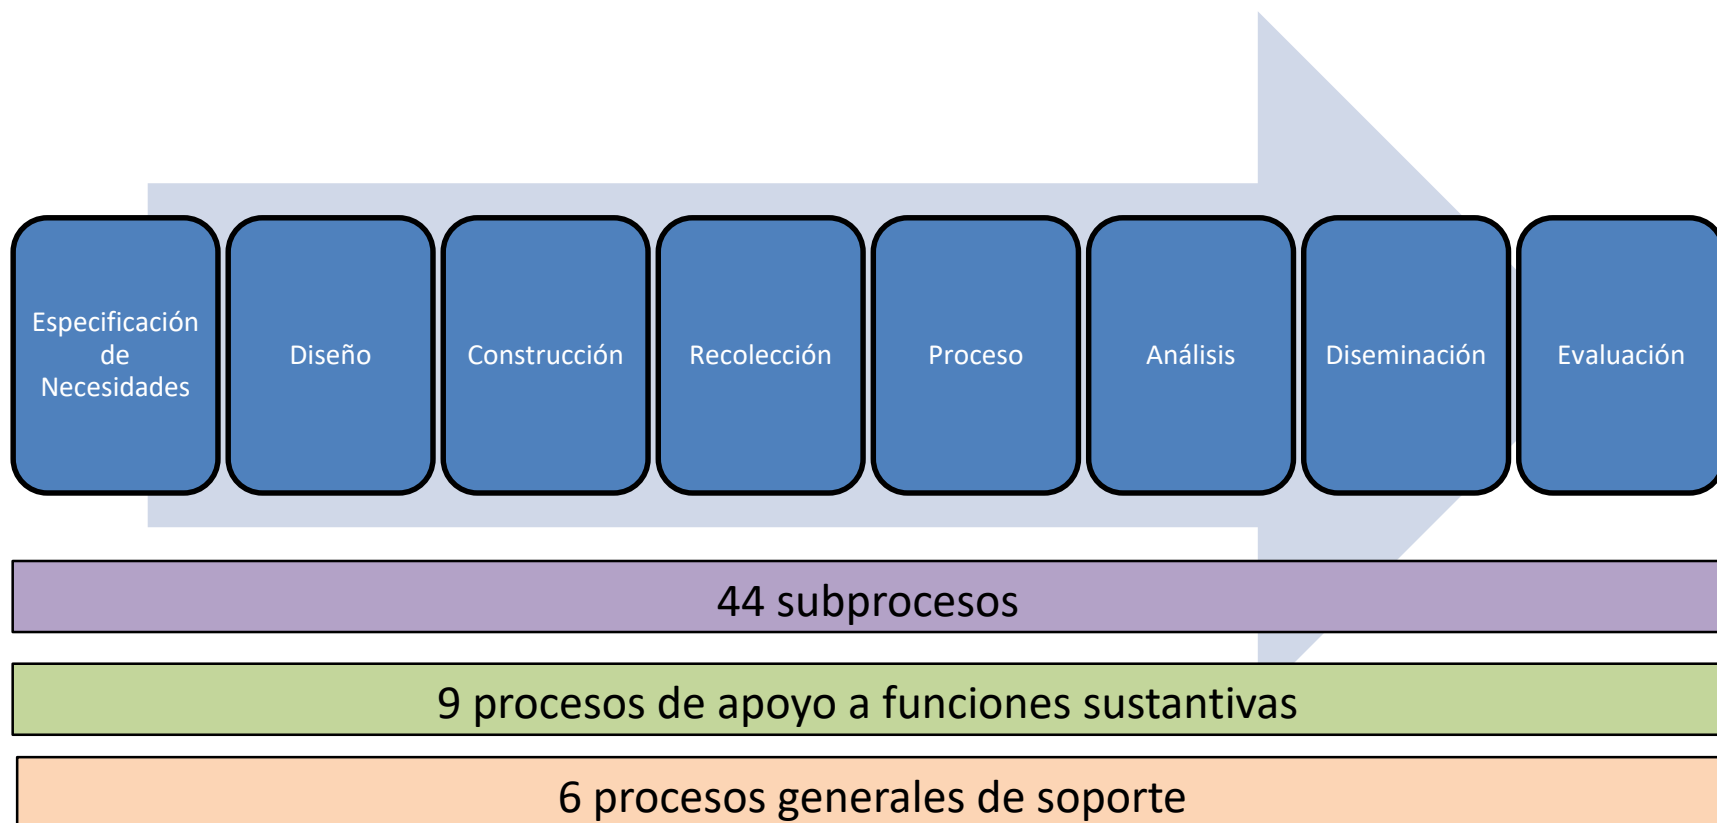 Especificación
de
Necesidades
Diseño
Construcción
Recolección
Proceso
Análisis
Diseminación
Evaluación
44 subprocesos
9 procesos de apoyo a funciones sustantivas
6 procesos generales de soporte